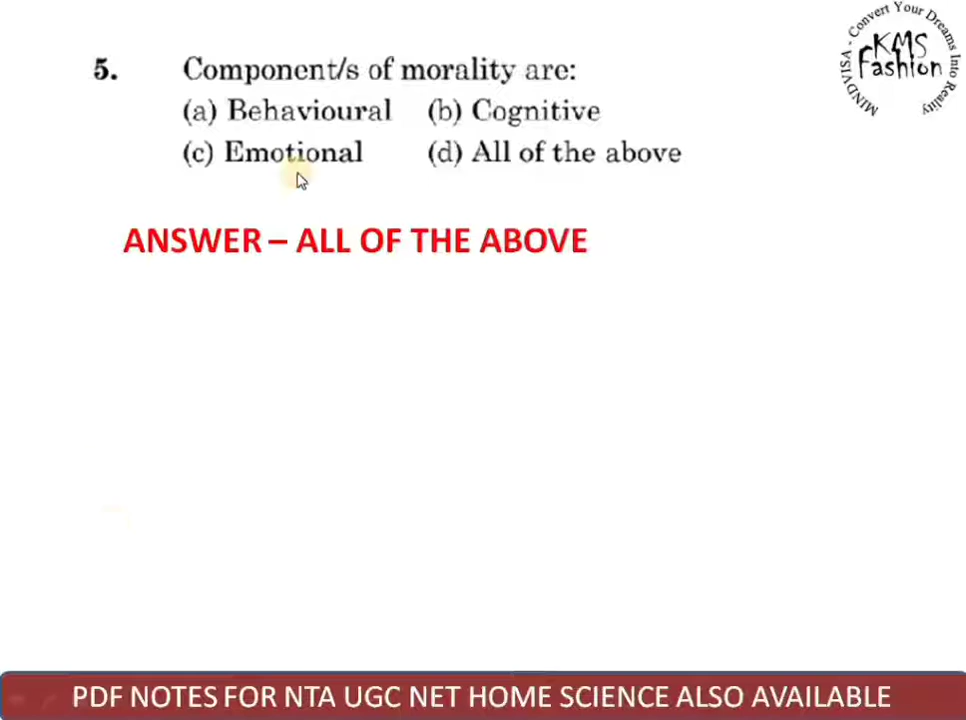 5. Component/s of morality are:
(a) Behavioural (b) Cognitive
(c) Emotional (d) All of the above
ANSWER – ALL OF THE ABOVE
MINDVISA - Convert Your Dreams Into Reality
KMS
Fashion
PDF NOTES FOR NTA UGC NET HOME SCIENCE ALSO AVAILABLE